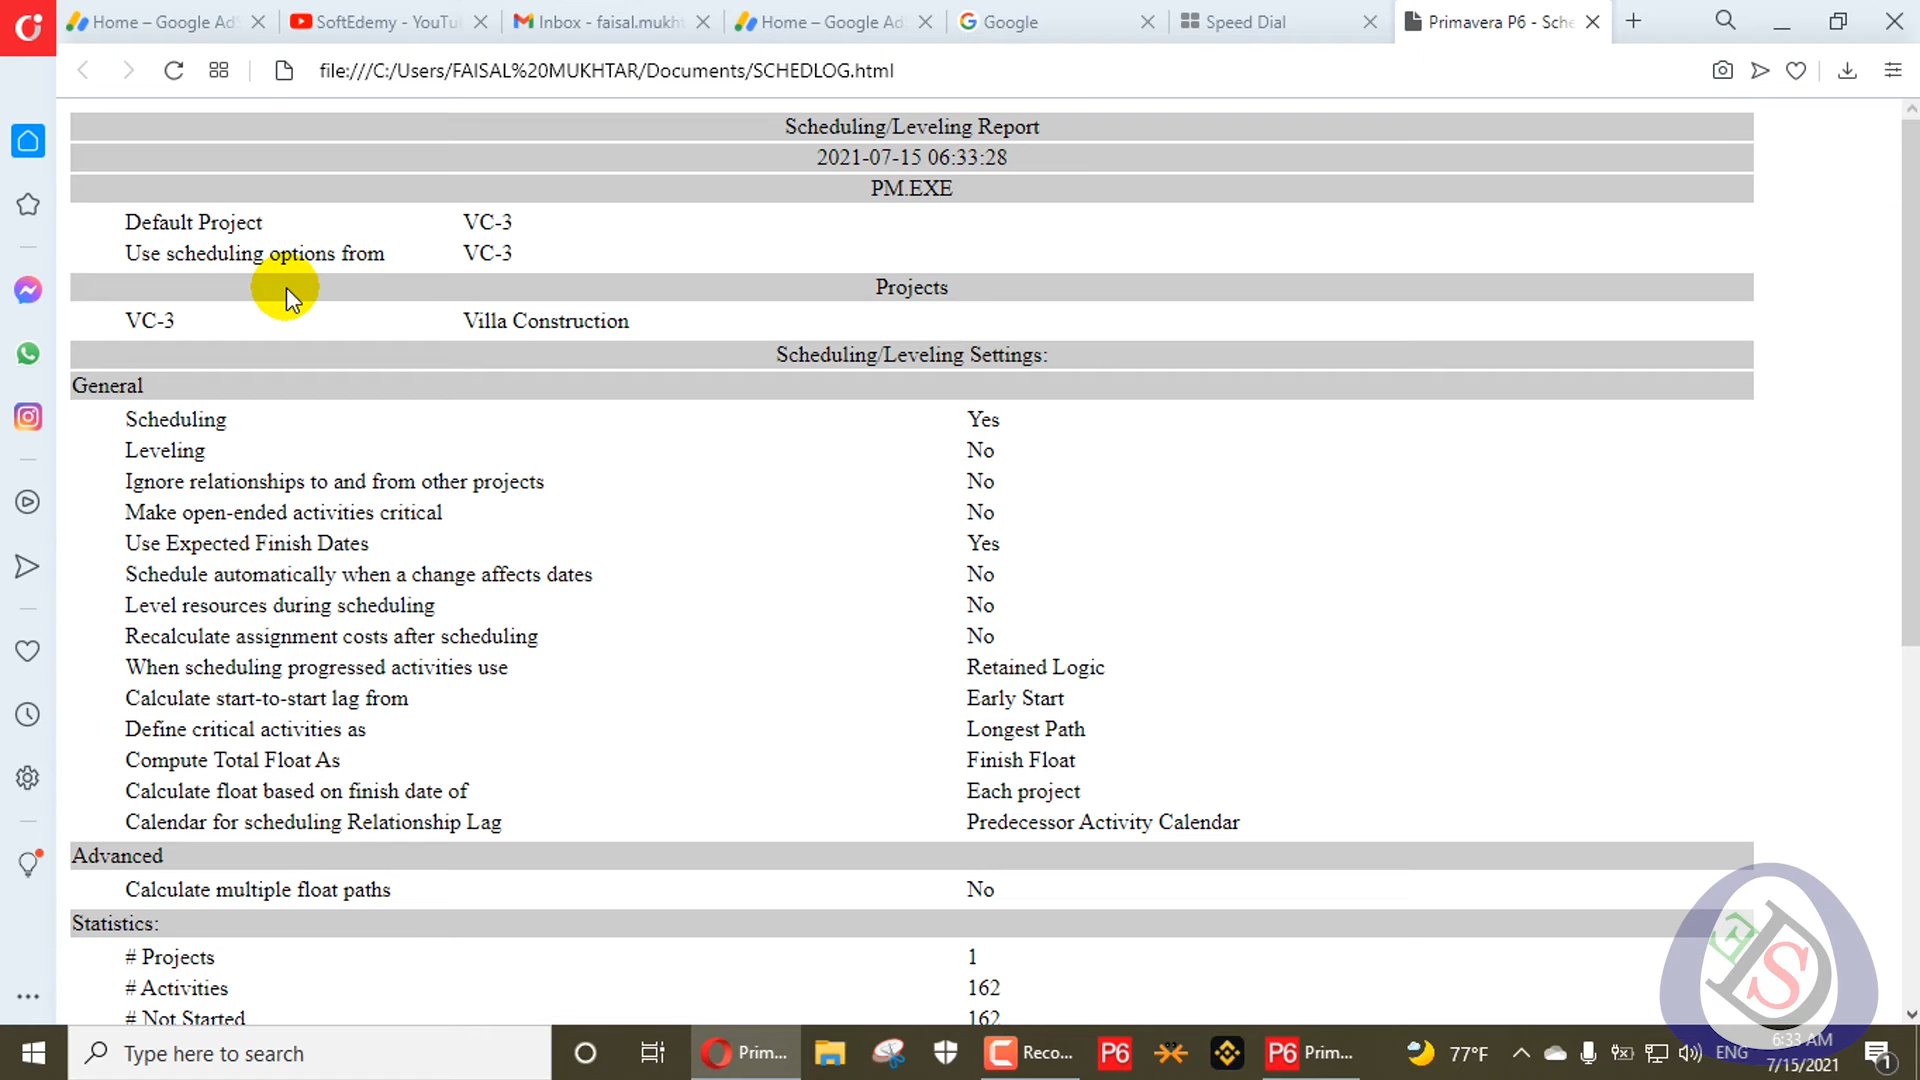 Home – Google AdS
SoftEdemy - YouTu
Inbox - faisal.mukht
Home – Google Ad
Google
Speed Dial
Primavera P6 - Sche
file:///C:/Users/FAISAL%20MUKHTAR/Documents/SCHEDLOG.html
Scheduling/Leveling Report
2021-07-15 06:33:28
PM.EXE
Default Project VC-3
Use scheduling options from VC-3
Projects
VC-3 Villa Construction
Scheduling/Leveling Settings:
General
Scheduling Yes
Leveling No
Ignore relationships to and from other projects No
Make open-ended activities critical No
Use Expected Finish Dates Yes
Schedule automatically when a change affects dates No
Level resources during scheduling No
Recalculate assignment costs after scheduling No
When scheduling progressed activities use Retained Logic
Calculate start-to-start lag from Early Start
Define critical activities as Longest Path
Compute Total Float As Finish Float
Calculate float based on finish date of Each project
Calendar for scheduling Relationship Lag Predecessor Activity Calendar
Advanced
Calculate multiple float paths No
Statistics:
# Projects 1
# Activities 162
# Not Started 162
E D S
Type here to search
Prim...
Reco...
P6
P6 Prim...
77°F
ENG
6:33 AM
7/15/2021
1